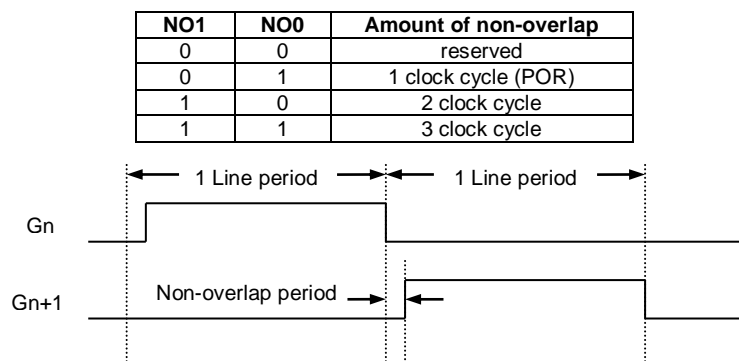 NO1 NO0 Amount of non-overlap
0 0 reserved
0 1 1 clock cycle (POR)
1 0 2 clock cycle
1 1 3 clock cycle
1 Line period 1 Line period
Gn
Non-overlap period
Gn+1